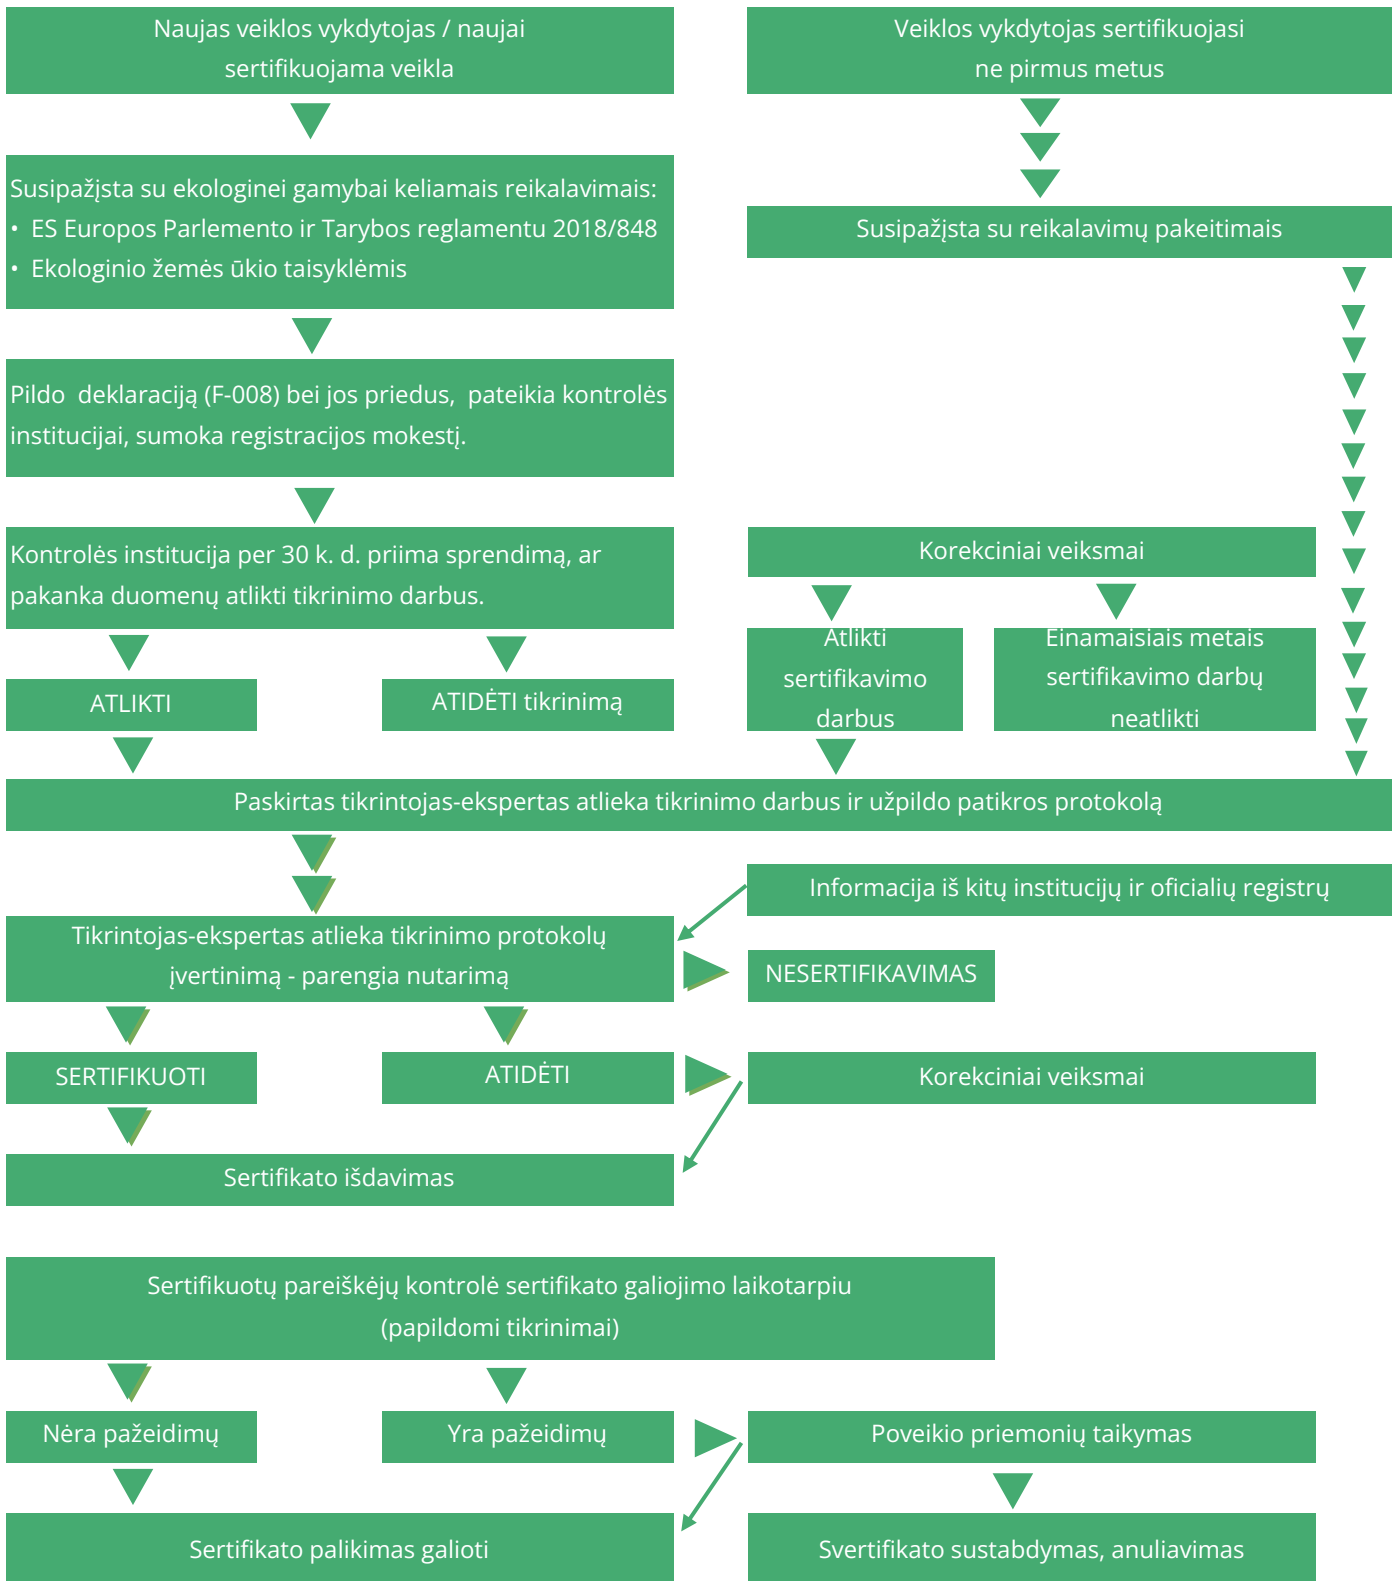 Naujas veiklos vykdytojas / naujai
sertifikuojama veikla
Veiklos vykdytojas sertifikuojasi
ne pirmus metus
Susipažįsta su ekologinei gamybai keliamais reikalavimais:
• ES Europos Parlemento ir Tarybos reglamentu 2018/848
• Ekologinio žemės ūkio taisyklėmis
Susipažįsta su reikalavimų pakeitimais
Pildo deklaraciją (F-008) bei jos priedus, pateikia kontrolės
institucijai, sumoka registracijos mokestį.
Kontrolės institucija per 30 k. d. priima sprendimą, ar
pakanka duomenų atlikti tikrinimo darbus.
Korekciniai veiksmai
ATLIKTI
ATIDĖTI tikrinimą
Atlikti
sertifikavimo
darbus
Einamaisiais metais
sertifikavimo darbų
neatlikti
Paskirtas tikrintojas-ekspertas atlieka tikrinimo darbus ir užpildo patikros protokolą
Informacija iš kitų institucijų ir oficialių registrų
Tikrintojas-ekspertas atlieka tikrinimo protokolų
įvertinimą - parengia nutarimą
NESERTIFIKAVIMAS
SERTIFIKUOTI
ATIDĖTI
Korekciniai veiksmai
Sertifikato išdavimas
Sertifikuotų pareiškėjų kontrolė sertifikato galiojimo laikotarpiu
(papildomi tikrinimai)
Nėra pažeidimų
Yra pažeidimų
Poveikio priemonių taikymas
Sertifikato palikimas galioti
Svertifikato sustabdymas, anuliavimas